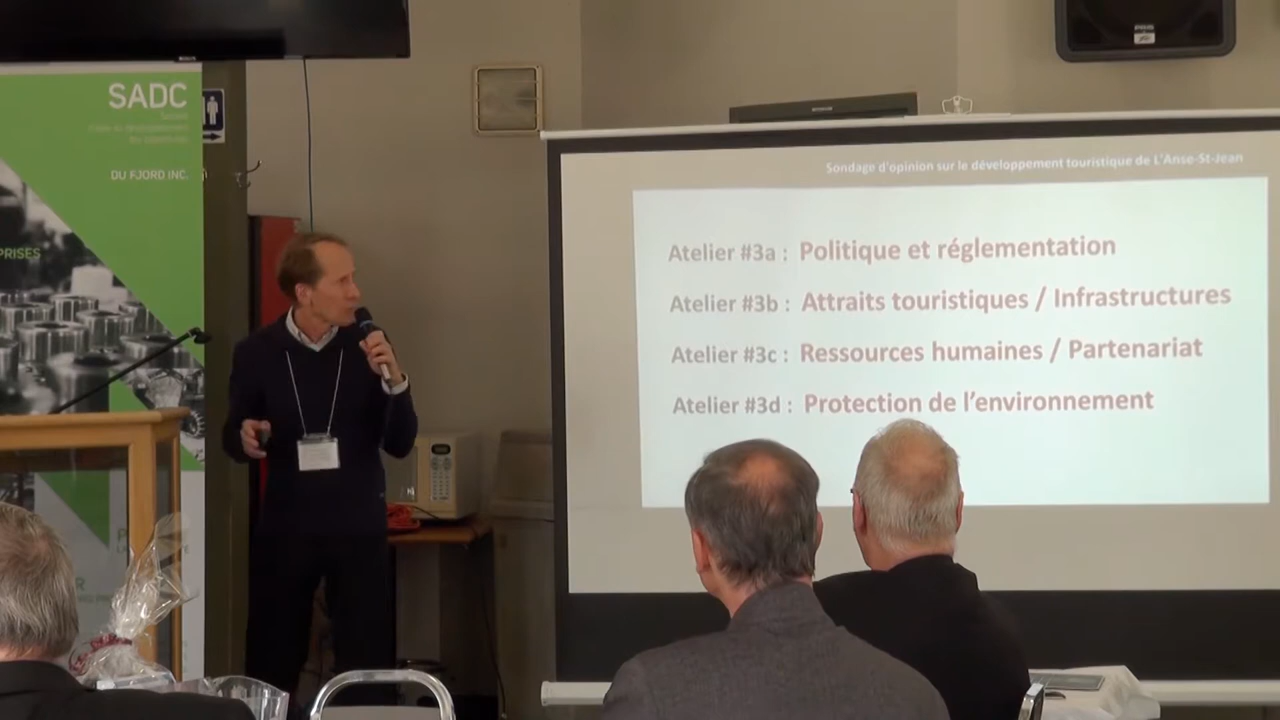 SADC
DU FJORD INC.
PRISES
Sondage d'opinion sur le développement touristique de L'Anse-St-Jean
Atelier #3a : Politique et réglementation
Atelier #3b : Attraits touristiques / Infrastructures
Atelier #3c : Ressources humaines / Partenariat
Atelier #3d : Protection de l'environnement